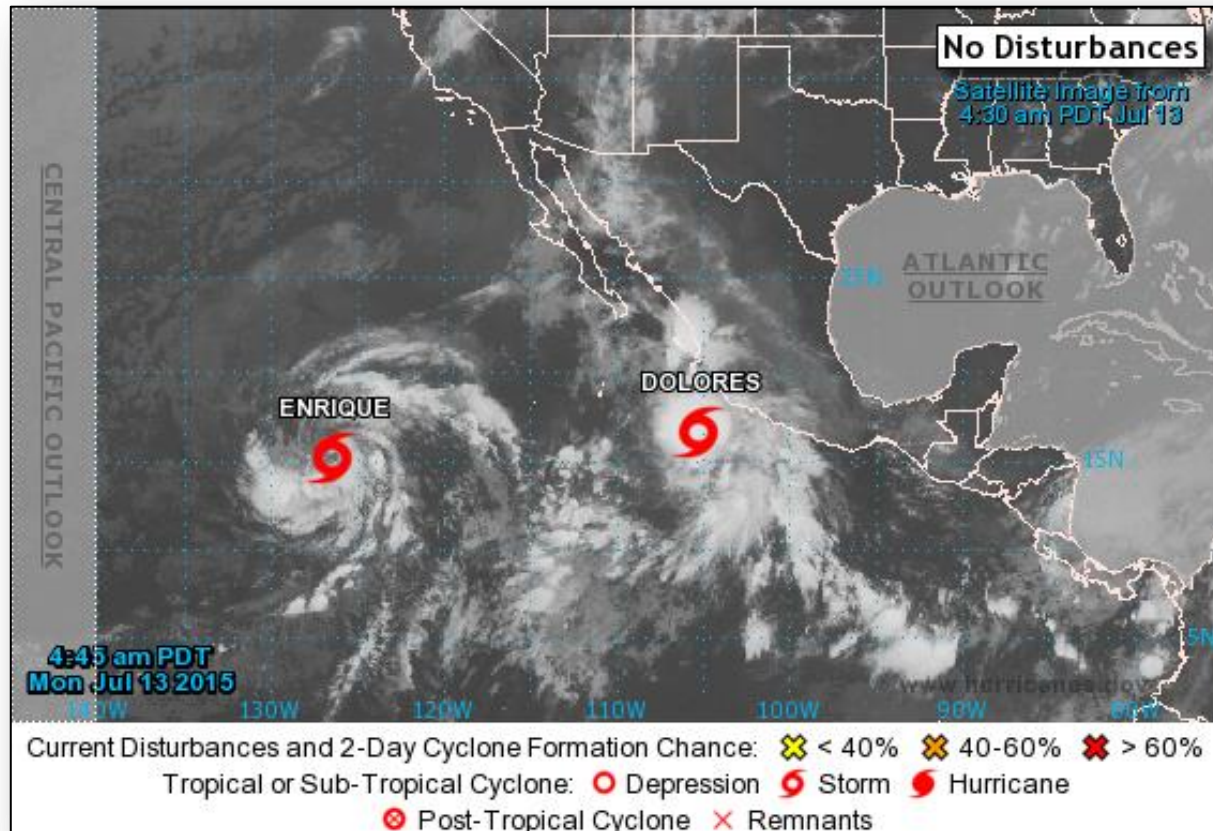 No Disturbances
Satellite Image from
4:30 am PDT Jul 13
CENTRAL PACIFIC OUTLOOK
ATLANTIC
OUTLOOK
25N
DOLORES
ENRIQUE
15N
5N
4:45 am PDT
Mon Jul 13 2015
www.hurricanes.gov
140W 130W 120W 110W 100W 90W 80W
Current Disturbances and 2-Day Cyclone Formation Chance: < 40% 40-60% > 60%
Tropical or Sub-Tropical Cyclone: Depression Storm Hurricane
Post-Tropical Cyclone Remnants